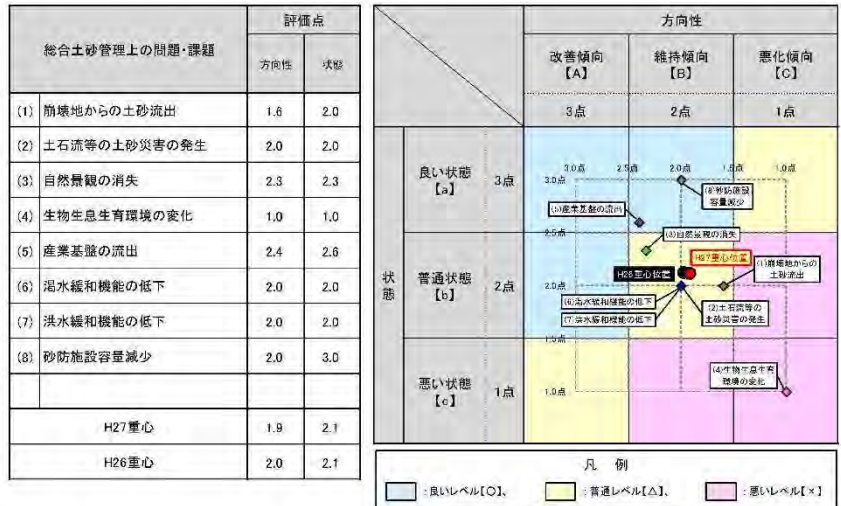 総合土砂管理上の問題・課題
評価点
方向性 状態
(1) 崩壊地からの土砂流出 1.6 2.0
(2) 土石流等の土砂災害の発生 2.0 2.0
(3) 自然景観の消失 2.3 2.3
(4) 生物生息生育環境の変化 1.0 1.0
(5) 産業基盤の流出 2.4 2.6
(6) 渇水緩和機能の低下 2.0 2.0
(7) 洪水緩和機能の低下 2.0 2.0
(8) 砂防施設容量減少 2.0 3.0
H27重心 1.9 2.1
H26重心 2.0 2.1
方向性
改善傾向 維持傾向 悪化傾向
【A】 【B】 【C】
3点 2点 1点
状態
良い状態
【a】
3点
普通状態
【b】
2点
悪い状態
【c】
1点
3.0点 2.5点 2.0点 1.5点 1.0点
3.0点
(8)砂防施設
容量減少
(5)産業基盤の流出
2.5点
(3)自然景観の消失
H27重心位置
H26重心位置
(1)崩壊地からの
土砂流出
2.0点
(6)渇水緩和機能の低下
(7)洪水緩和機能の低下
(2)土石流等の
土砂災害の発生
1.5点
(4)生物生息生育
環境の変化
1.0点
凡 例
:良いレベル【〇】、 :普通レベル【△】、 :悪いレベル【×】